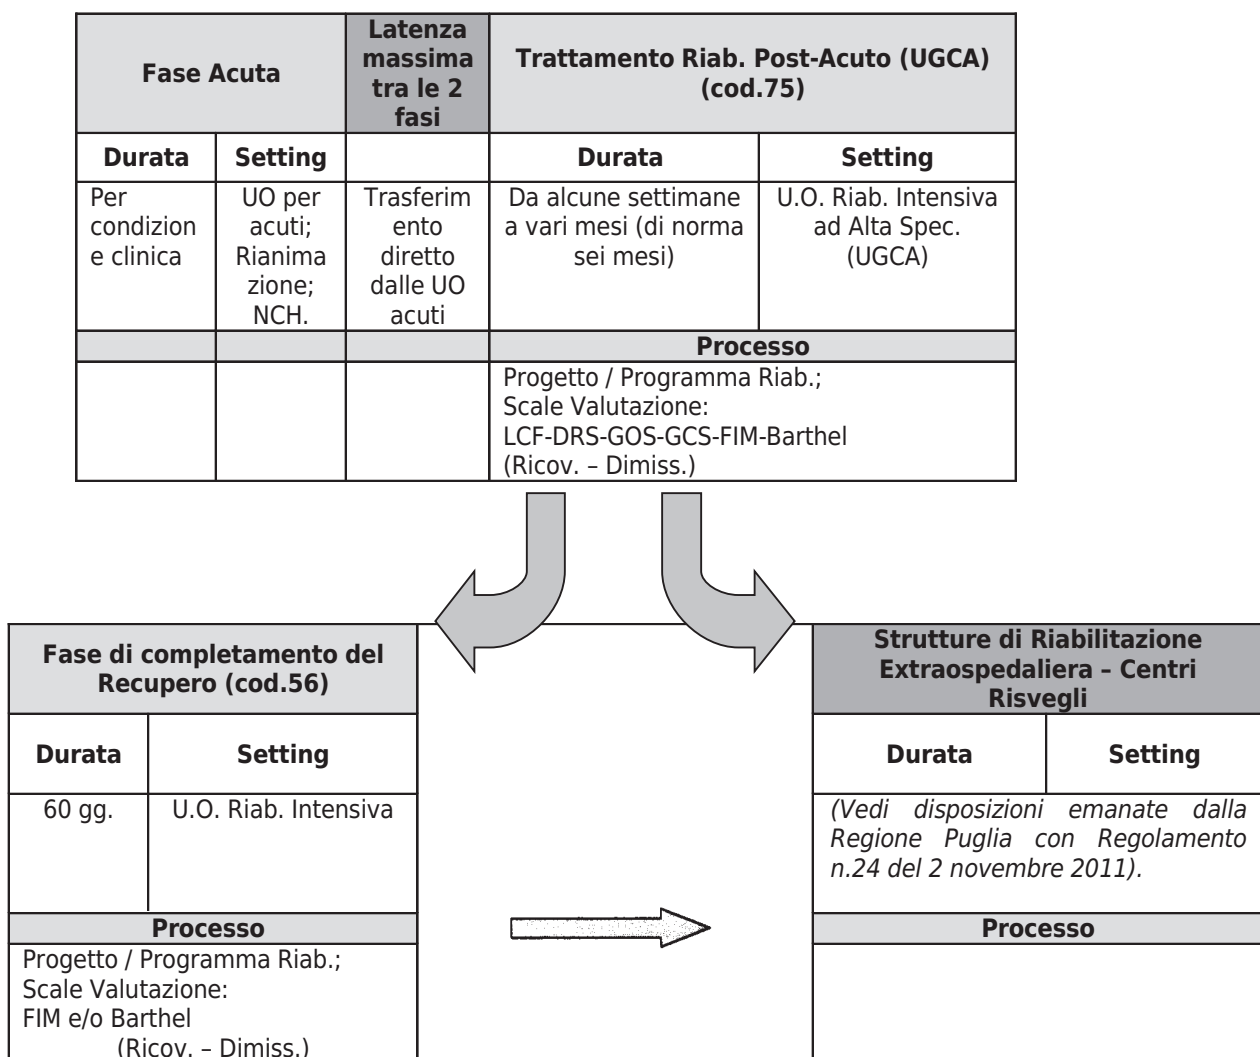 Fase Acuta
Latenza
massima
tra le 2
fasi
Trattamento Riab. Post-Acuto (UGCA)
(cod.75)
Durata
Setting
Durata
Setting
Per
condizion
e clinica
UO per
acuti;
Rianima
zione;
NCH.
Trasferim
ento
diretto
dalle UO
acuti
Da alcune settimane
a vari mesi (di norma
sei mesi)
U.O. Riab. Intensiva
ad Alta Spec.
(UGCA)
Processo
Progetto / Programma Riab.;
Scale Valutazione:
LCF-DRS-GOS-GCS-FIM-Barthel
(Ricov. – Dimiss.)
Fase di completamento del
Recupero (cod.56)
Durata
Setting
60 gg.
U.O. Riab. Intensiva
Processo
Progetto / Programma Riab.;
Scale Valutazione:
FIM e/o Barthel
(Ricov. – Dimiss.)
Strutture di Riabilitazione
Extraospedaliera – Centri
Risvegli
Durata
Setting
(Vedi disposizioni emanate dalla
Regione Puglia con Regolamento
n.24 del 2 novembre 2011).
Processo